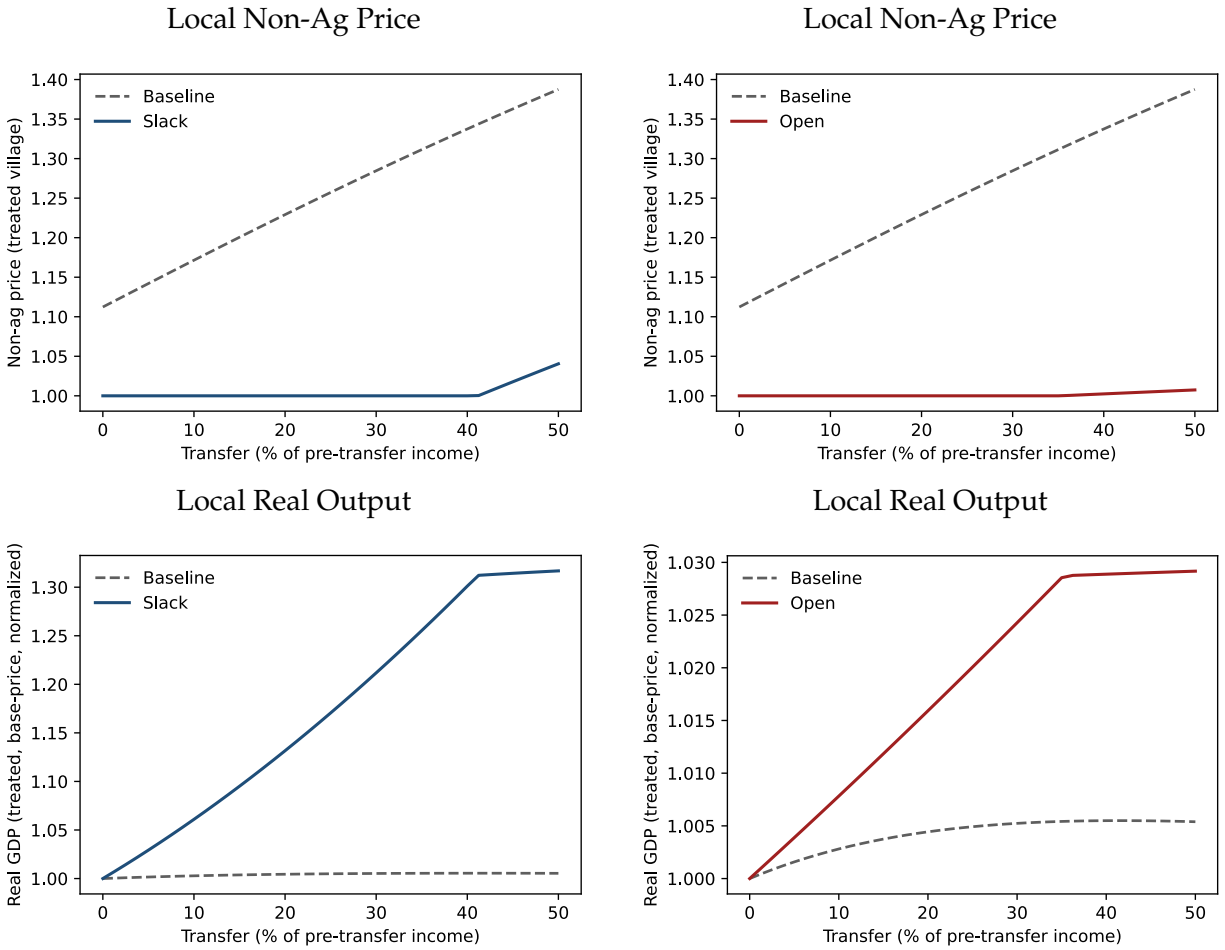 Local Non-Ag Price
Non-ag price (treated village)
1.40
1.35
1.30
1.25
1.20
1.15
1.10
1.05
1.00
Baseline
Slack
0 10 20 30 40 50
Transfer (% of pre-transfer income)
Local Non-Ag Price
Non-ag price (treated village)
1.40
1.35
1.30
1.25
1.20
1.15
1.10
1.05
1.00
Baseline
Open
0 10 20 30 40 50
Transfer (% of pre-transfer income)
Local Real Output
Real GDP (treated, base-price, normalized)
1.30
1.25
1.20
1.15
1.10
1.05
1.00
Baseline
Slack
0 10 20 30 40 50
Transfer (% of pre-transfer income)
Local Real Output
Real GDP (treated, base-price, normalized)
1.030
1.025
1.020
1.015
1.010
1.005
1.000
Baseline
Open
0 10 20 30 40 50
Transfer (% of pre-transfer income)